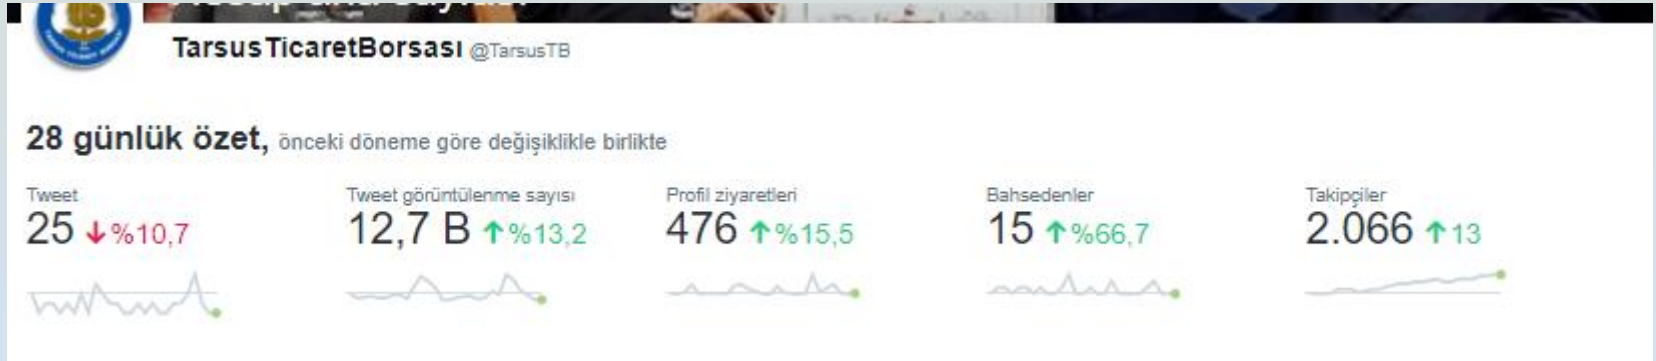 TarsusTicaretBorsası @TarsusTB
28 günlük özet, önceki döneme göre değişiklikle birlikte
Tweet
25 ↓%10,7
Tweet görüntülenme sayısı
12,7 B ↑%13,2
Profil ziyaretleri
476 ↑%15,5
Bahsedenler
15 ↑%66,7
Takipçiler
2.066 ↑13